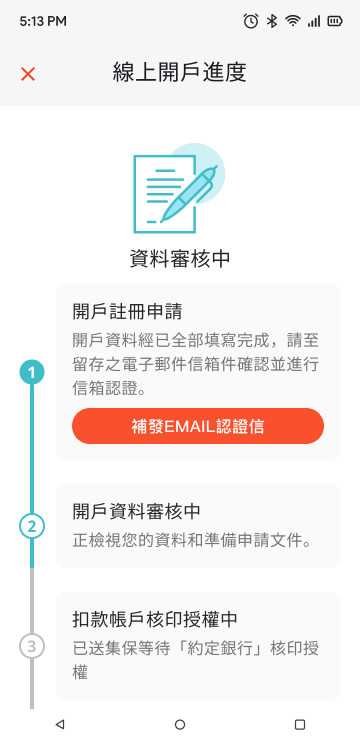 5:13 PM
線上開戶進度
資料審核中
開戶註冊申請
開戶資料經已全部填寫完成，請至
留存之電子郵件信箱件確認並進行
信箱認證。
1
補發EMAIL認證信
開戶資料審核中
2
正檢視您的資料和準備申請文件。
扣款帳戶核印授權中
3
已送集保等待「約定銀行」核印授
權